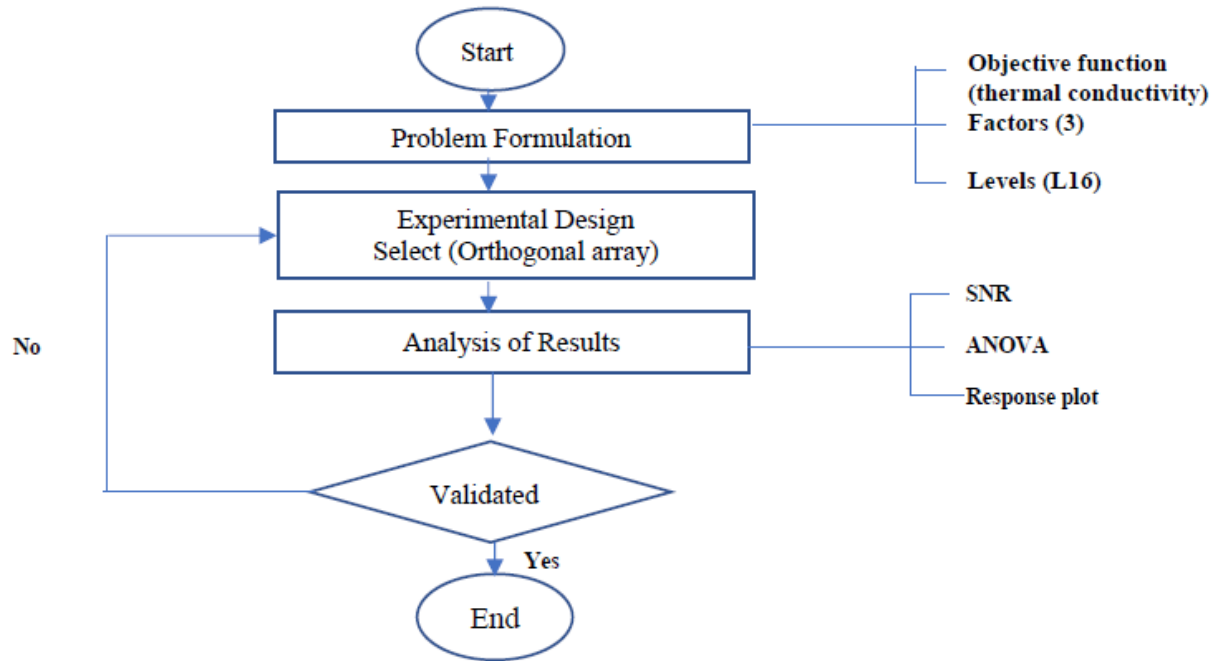 Start
Objective function
(thermal conductivity)
Problem Formulation
Factors (3)
Levels (L16)
Experimental Design
Select (Orthogonal array)
SNR
No
Analysis of Results
ANOVA
Response plot
Validated
Yes
End